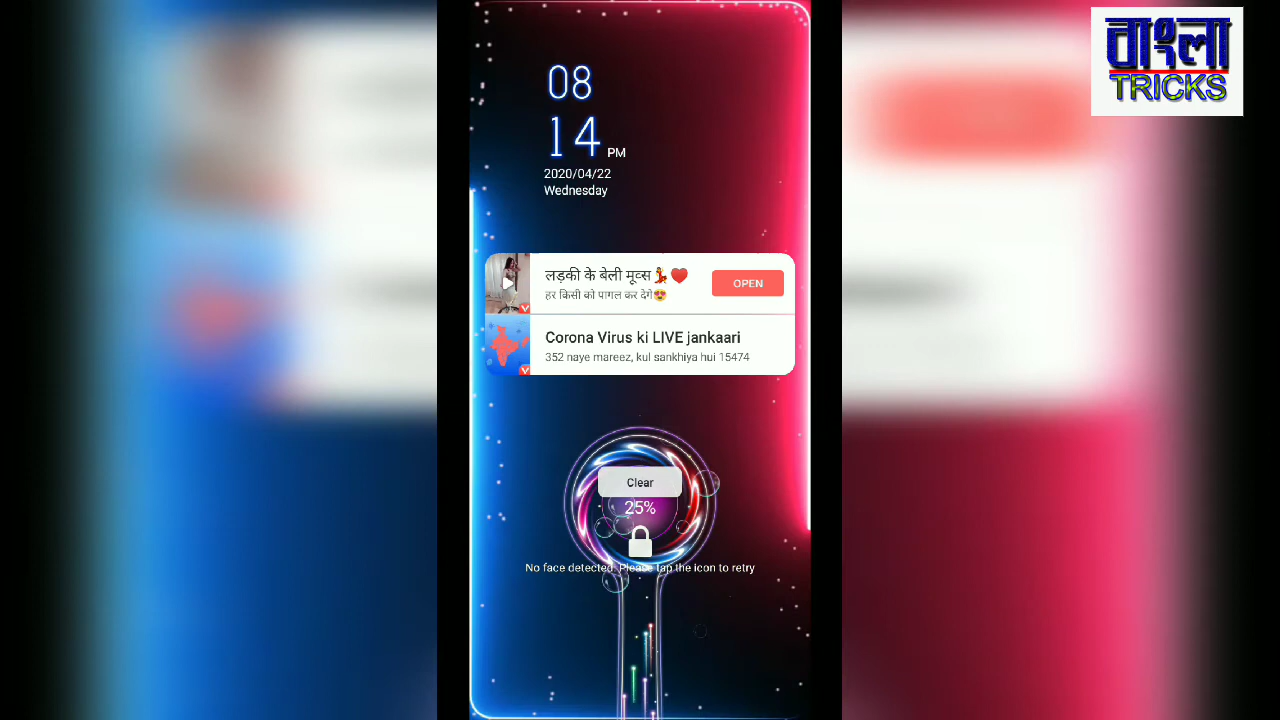 বাংলা
TRICKS
08
14 PM
2020/04/22
Wednesday
लड़की के बेली मूव्स💃♥️
हर किसी को पागल कर देगे😍
OPEN
Corona Virus ki LIVE jankaari
352 naye mareez, kul sankhiya hui 15474
Clear
25%
No face detected. Please tap the icon to retry